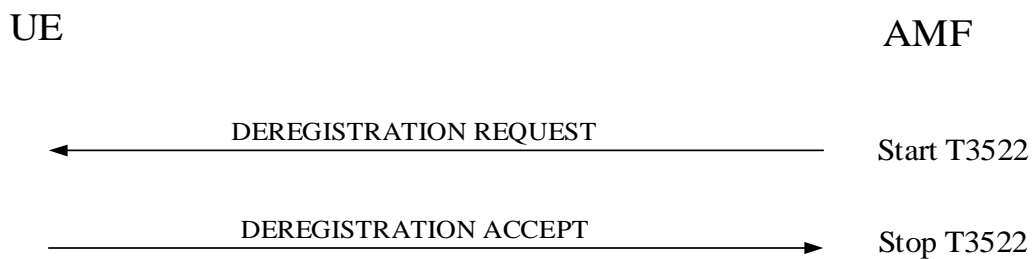 UE
AMF
DEREGISTRATION REQUEST
Start T3522
DEREGISTRATION ACCEPT
Stop T3522